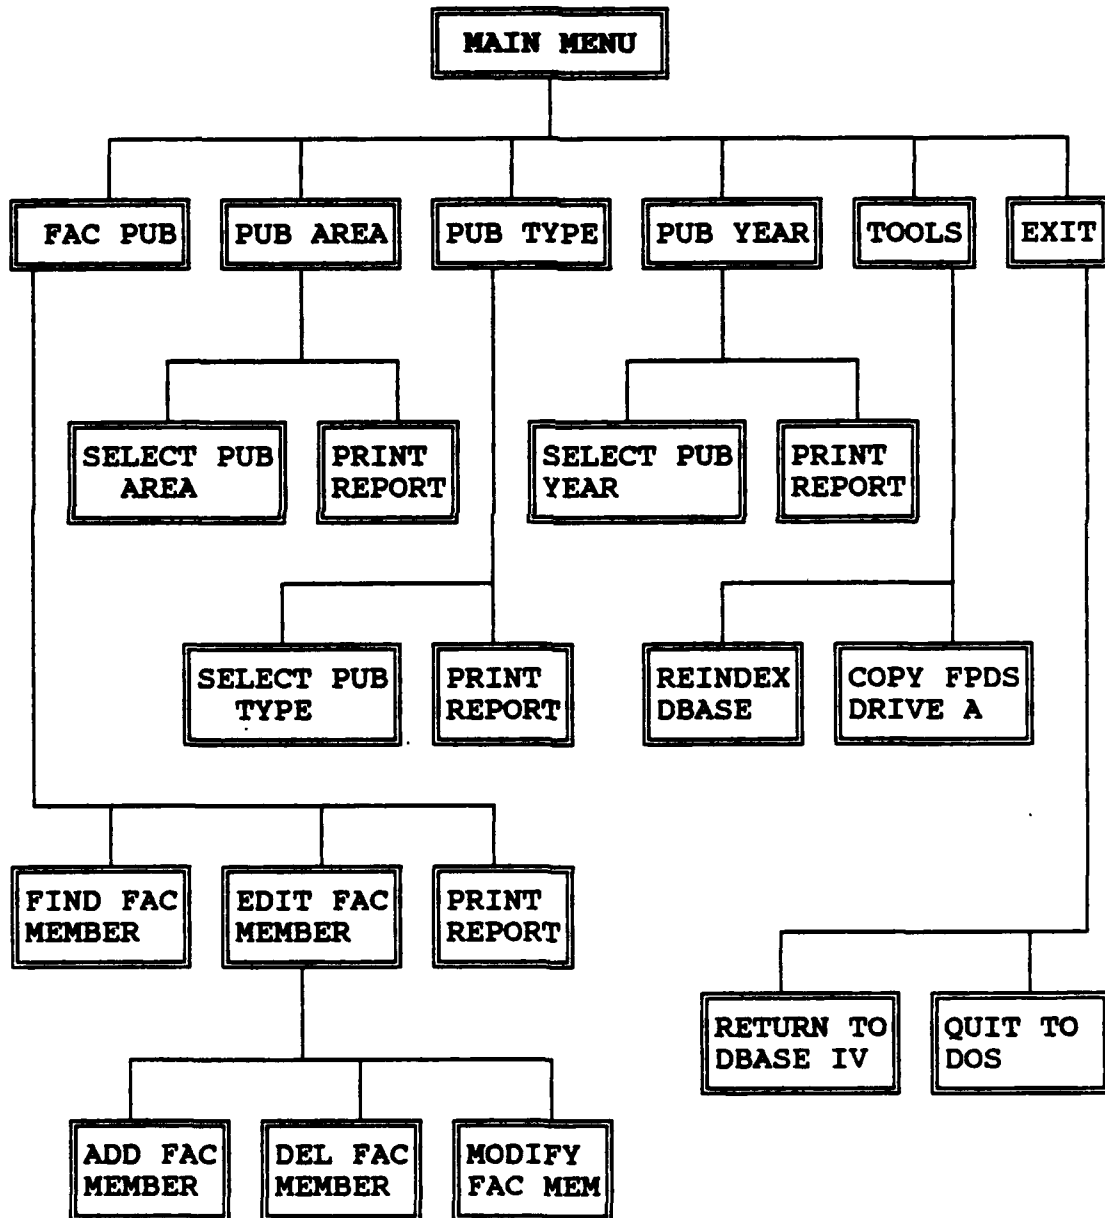 MAIN MENU
FAC PUB
PUB AREA
PUB TYPE
PUB YEAR
TOOLS
EXIT
SELECT PUB
AREA
PRINT
REPORT
SELECT PUB
YEAR
PRINT
REPORT
SELECT PUB
TYPE
PRINT
REPORT
REINDEX
DBASE
COPY FPDS
DRIVE A
FIND FAC
MEMBER
EDIT FAC
MEMBER
PRINT
REPORT
RETURN TO
DBASE IV
QUIT TO
DOS
ADD FAC
MEMBER
DEL FAC
MEMBER
MODIFY
FAC MEM